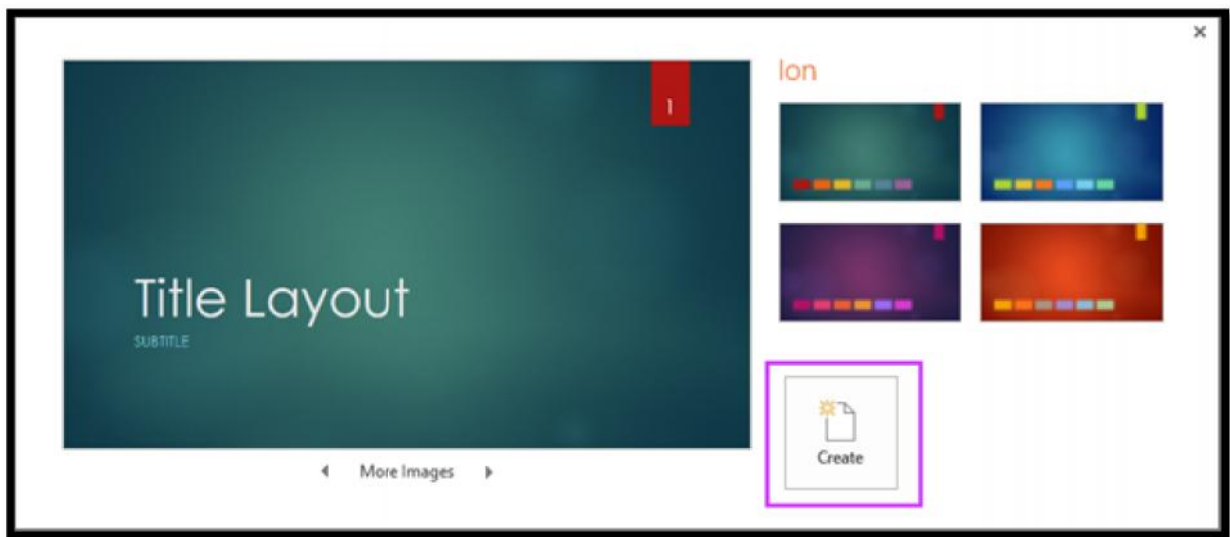 Ion
1
Title Layout
SUBTITLE
More Images
Create